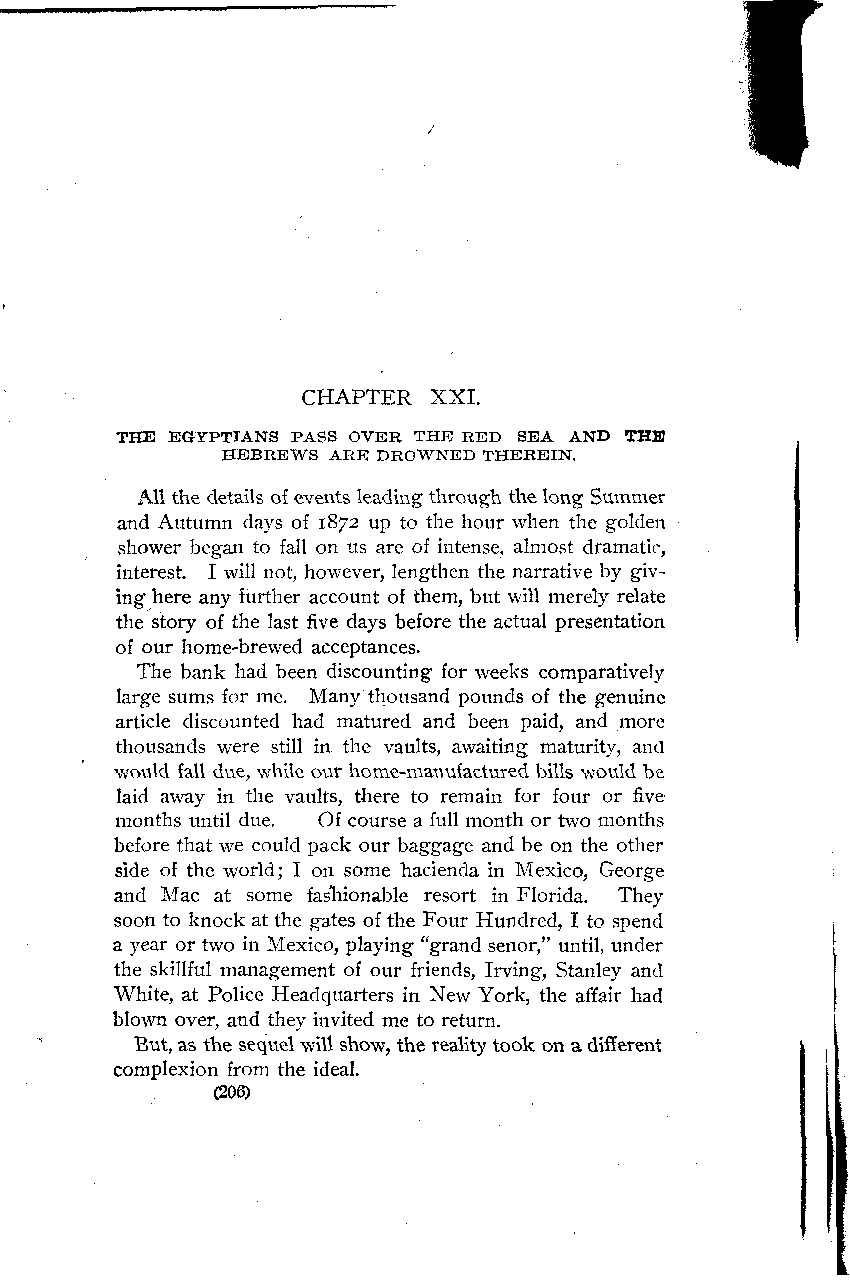 CHAPTER XXI.
THE EGYPTIANS PASS OVER THE RED SEA AND THE
HEBREWS ARE DROWNED THEREIN.
All the details of events leading through the long Summer
and Autumn days of 1872 up to the hour when the golden
shower began to fall on us are of intense, almost dramatic,
interest. I will not, however, lengthen the narrative by giv-
ing here any further account of them, but will merely relate
the story of the last five days before the actual presentation
of our home-brewed acceptances.
The bank had been discounting for weeks comparatively
large sums for me. Many thousand pounds of the genuine
article discounted had matured and been paid, and more
thousands were still in the vaults, awaiting maturity, and
would fall due, while our home-manufactured bills would be
laid away in the vaults, there to remain for four or five
months until due. Of course a full month or two months
before that we could pack our baggage and be on the other
side of the world; I on some hacienda in Mexico, George
and Mac at some fashionable resort in Florida. They
soon to knock at the gates of the Four Hundred, I to spend
a year or two in Mexico, playing "grand senor," until, under
the skillful management of our friends, Irving, Stanley and
White, at Police Headquarters in New York, the affair had
blown over, and they invited me to return.
But, as the sequel will show, the reality took on a different
complexion from the ideal.
(206)